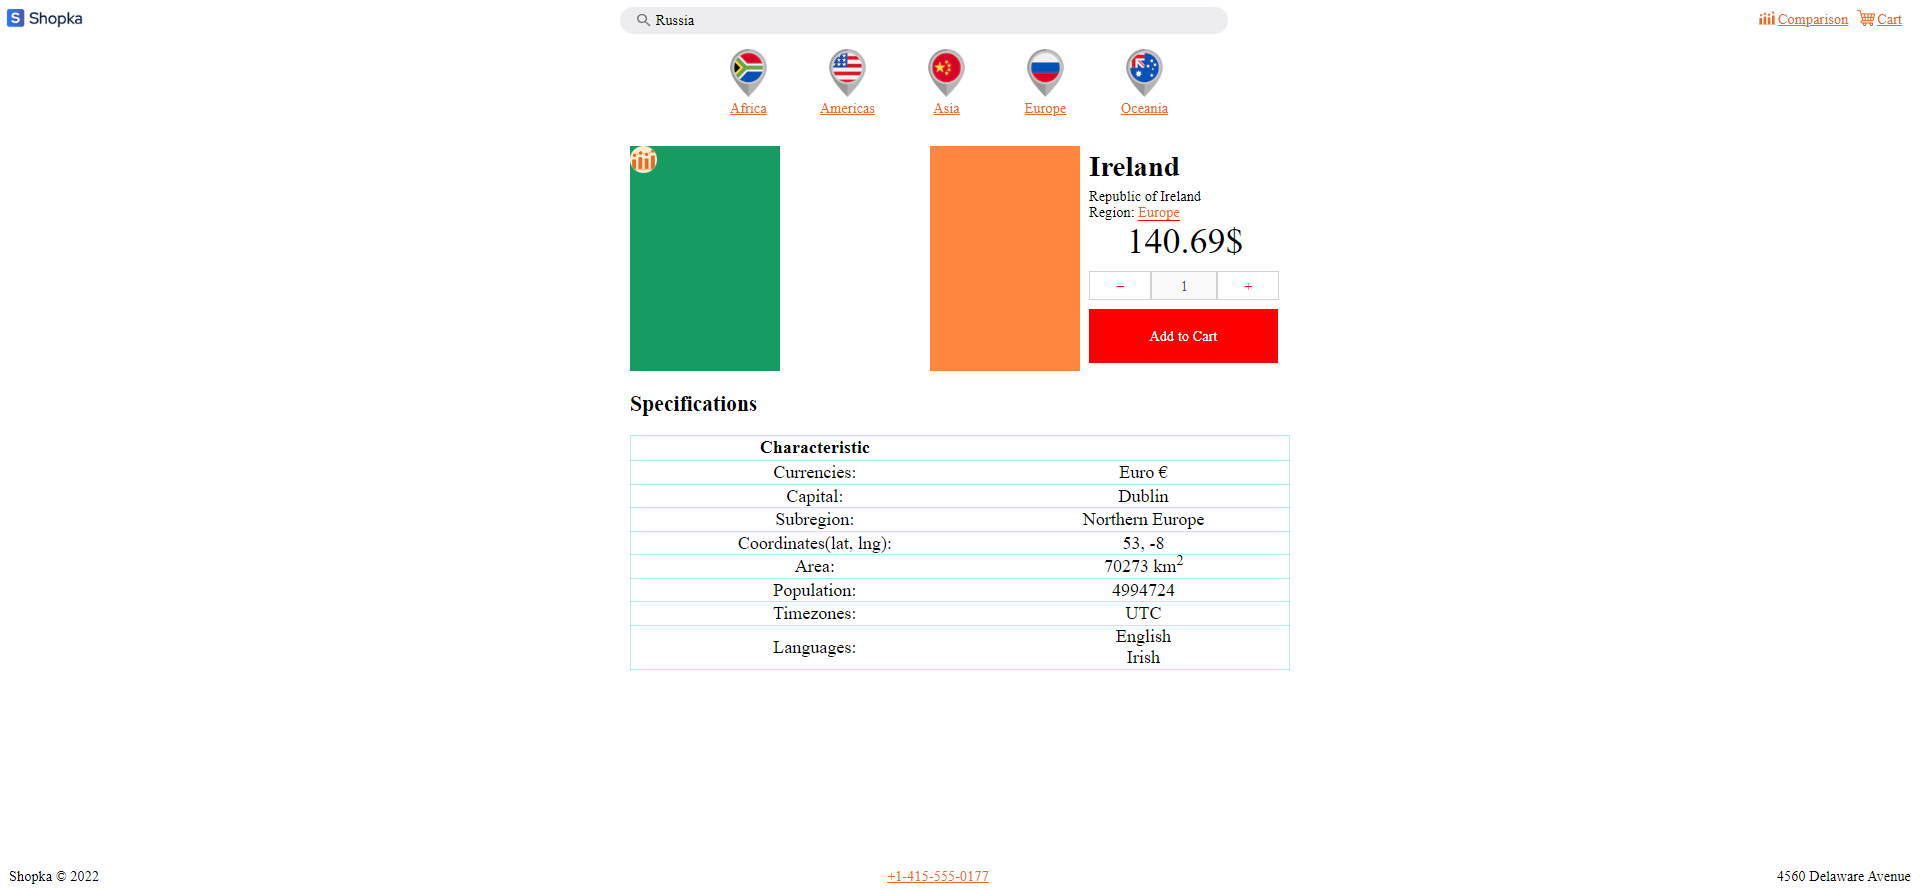 S Shopka
Russia
Comparison Cart
Africa Americas Asia Europe Oceania
Ireland
Republic of Ireland
Region: Europe
140.69$
− 1 +
Add to Cart
Specifications
Characteristic
Currencies: Euro €
Capital: Dublin
Subregion: Northern Europe
Coordinates(lat, lng): 53, -8
Area: 70273 km²
Population: 4994724
Timezones: UTC
Languages: English
Irish
Shopka © 2022 +1-415-555-0177 4560 Delaware Avenue